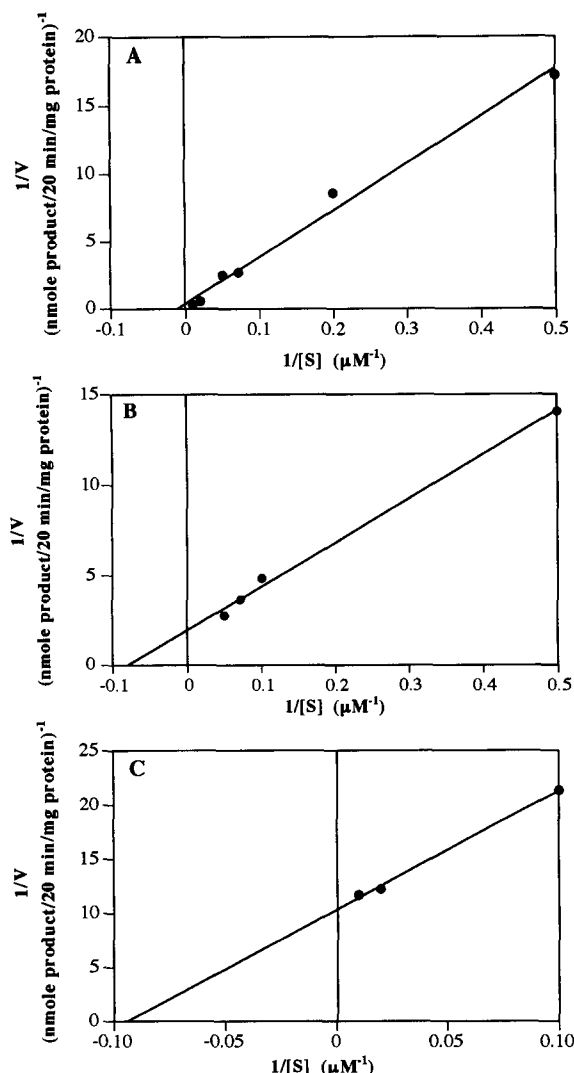 A
20
15
10
5
0
1/V
(nmole product/20 min/mg protein)⁻¹
-0.1 0 0.1 0.2 0.3 0.4 0.5
1/[S] (µM⁻¹)
B
15
10
5
0
1/V
(nmole product/20 min/mg protein)⁻¹
-0.1 0 0.1 0.2 0.3 0.4 0.5
1/[S] (µM⁻¹)
C
25
20
15
10
5
0
1/V
(nmole product/20 min/mg protein)⁻¹
-0.10 -0.05 0 0.05 0.10
1/[S] (µM⁻¹)